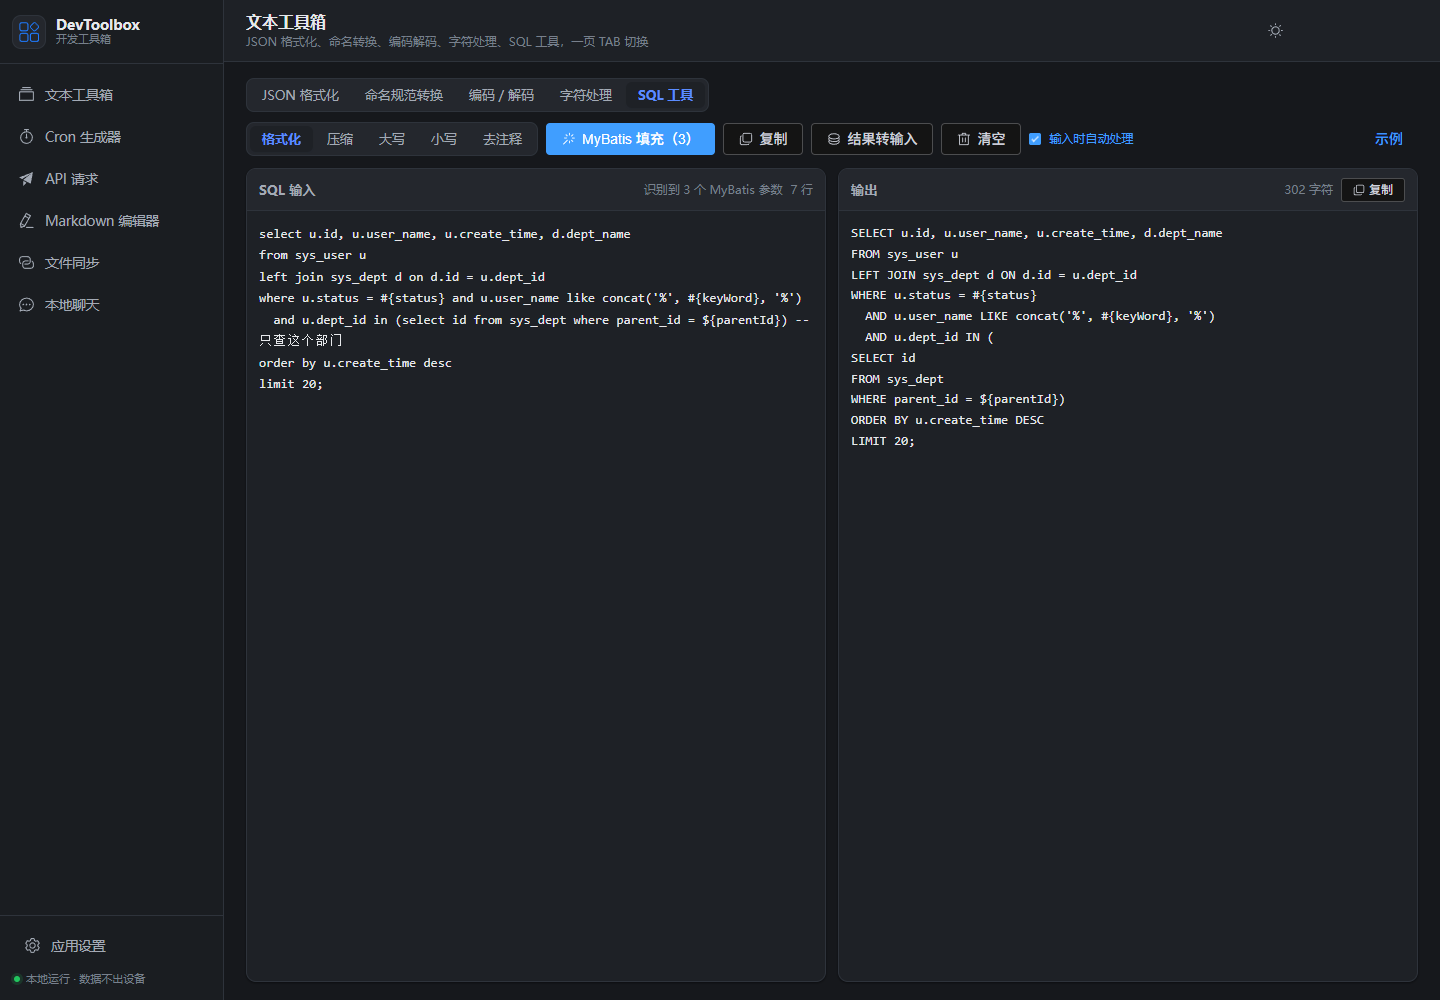 DevToolbox
开发工具箱
文本工具箱
Cron 生成器
API 请求
Markdown 编辑器
文件同步
本地聊天
应用设置
本地运行 · 数据不出设备
文本工具箱
JSON 格式化、命名转换、编码解码、字符处理、SQL 工具，一页 TAB 切换
JSON 格式化 命名规范转换 编码 / 解码 字符处理 SQL 工具
格式化 压缩 大写 小写 去注释 MyBatis 填充（3） 复制 结果转输入 清空 输入时自动处理 示例
SQL 输入 识别到 3 个 MyBatis 参数 7 行
select u.id, u.user_name, u.create_time, d.dept_name
from sys_user u
left join sys_dept d on d.id = u.dept_id
where u.status = #{status} and u.user_name like concat('%', #{keyWord}, '%')
  and u.dept_id in (select id from sys_dept where parent_id = ${parentId}) --
只查这个部门
order by u.create_time desc
limit 20;
输出 302 字符 复制
SELECT u.id, u.user_name, u.create_time, d.dept_name
FROM sys_user u
LEFT JOIN sys_dept d ON d.id = u.dept_id
WHERE u.status = #{status}
  AND u.user_name LIKE concat('%', #{keyWord}, '%')
  AND u.dept_id IN (
SELECT id
FROM sys_dept
WHERE parent_id = ${parentId})
ORDER BY u.create_time DESC
LIMIT 20;